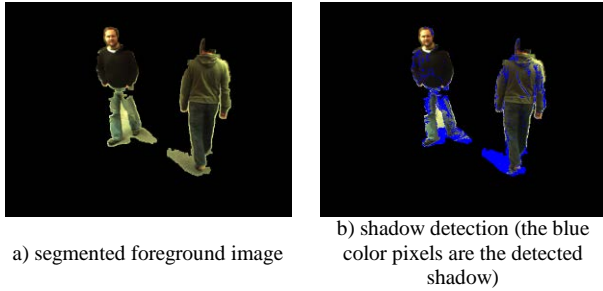 a) segmented foreground image
b) shadow detection (the blue
color pixels are the detected
shadow)